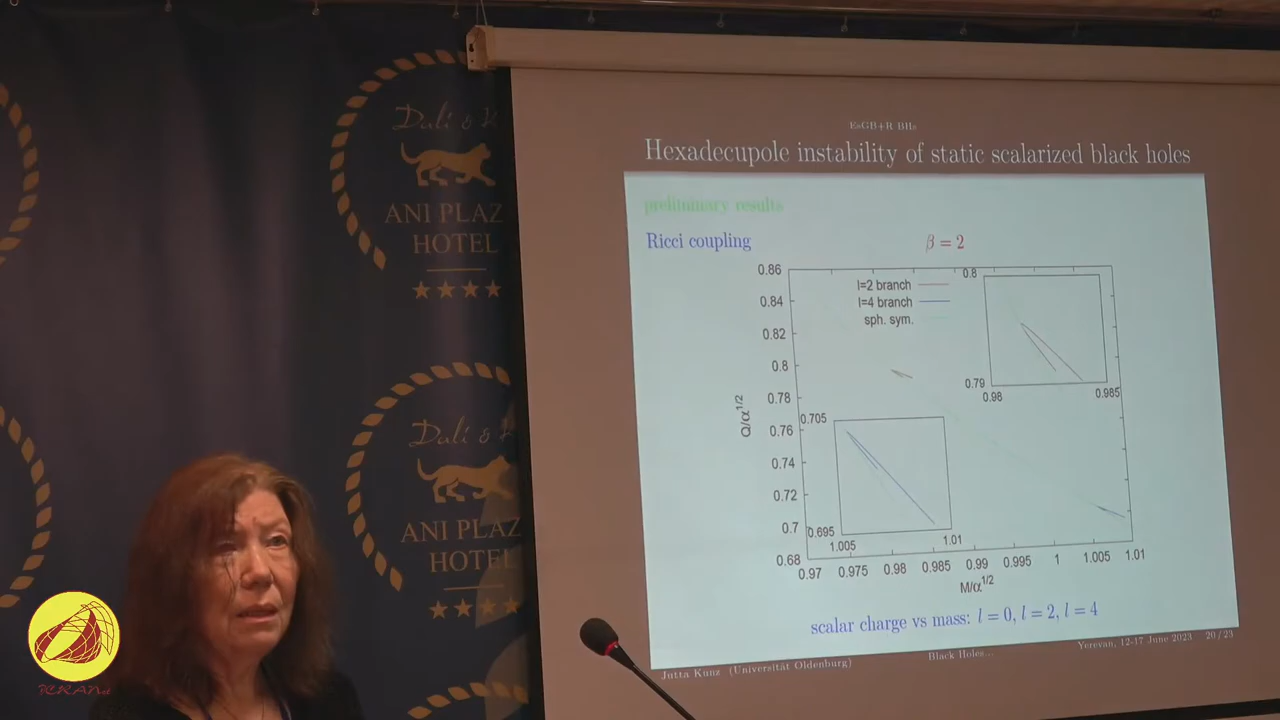 Dali &
ANI PLAZ
HOTEL
Dali &
ANI PLAZ
HOTEL
ICRANet
EsGB+R BHs
Hexadecupole instability of static scalarized black holes
preliminary results
Ricci coupling
β = 2
l=2 branch
l=4 branch
sph. sym.
Q/α^1/2
0.86
0.84
0.82
0.8
0.78
0.76
0.74
0.72
0.7
0.68
0.8
0.79
0.98
0.985
0.705
0.695
1.005
1.01
0.97
0.975
0.98
0.985
0.99
0.995
1
1.005
1.01
M/α^1/2
scalar charge vs mass: l = 0, l = 2, l = 4
Jutta Kunz (Universität Oldenburg)
Black Holes...
Yerevan, 12-17 June 2023
20 / 23